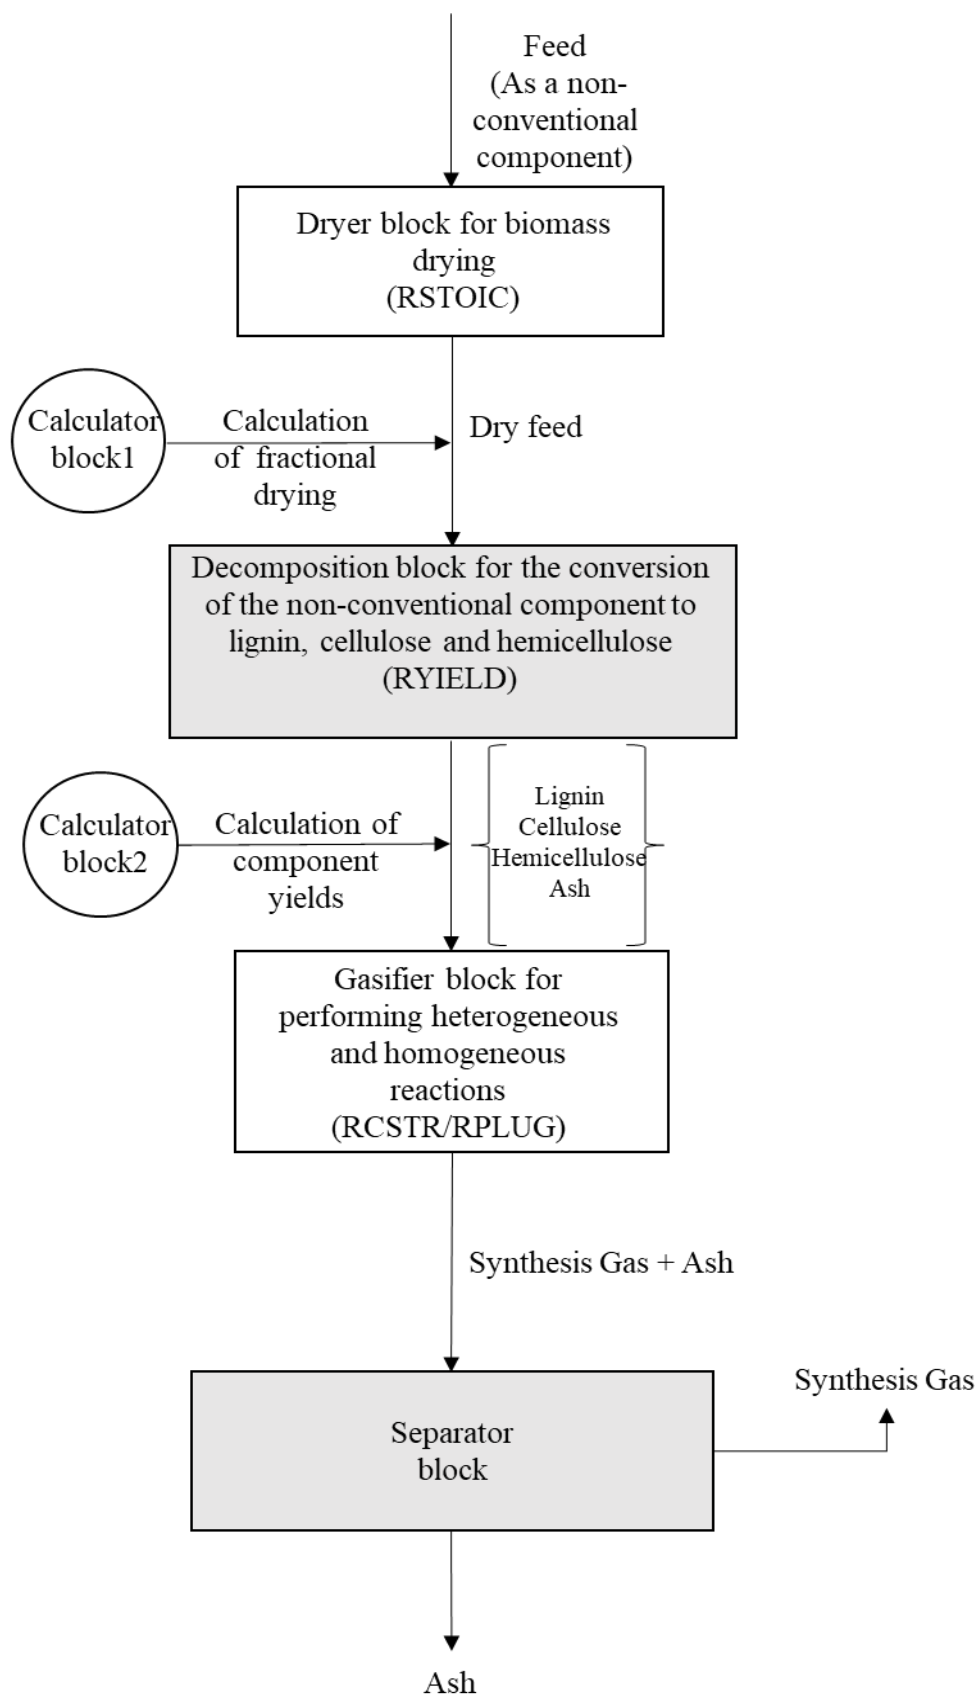 Feed
(As a non-
conventional
component)
Dryer block for biomass
drying
(RSTOIC)
Calculator
block1
Calculation
of fractional
drying
Dry feed
Decomposition block for the conversion
of the non-conventional component to
lignin, cellulose and hemicellulose
(RYIELD)
Calculator
block2
Calculation of
component
yields
Lignin
Cellulose
Hemicellulose
Ash
Gasifier block for
performing heterogeneous
and homogeneous
reactions
(RCSTR/RPLUG)
Synthesis Gas + Ash
Separator
block
Synthesis Gas
Ash